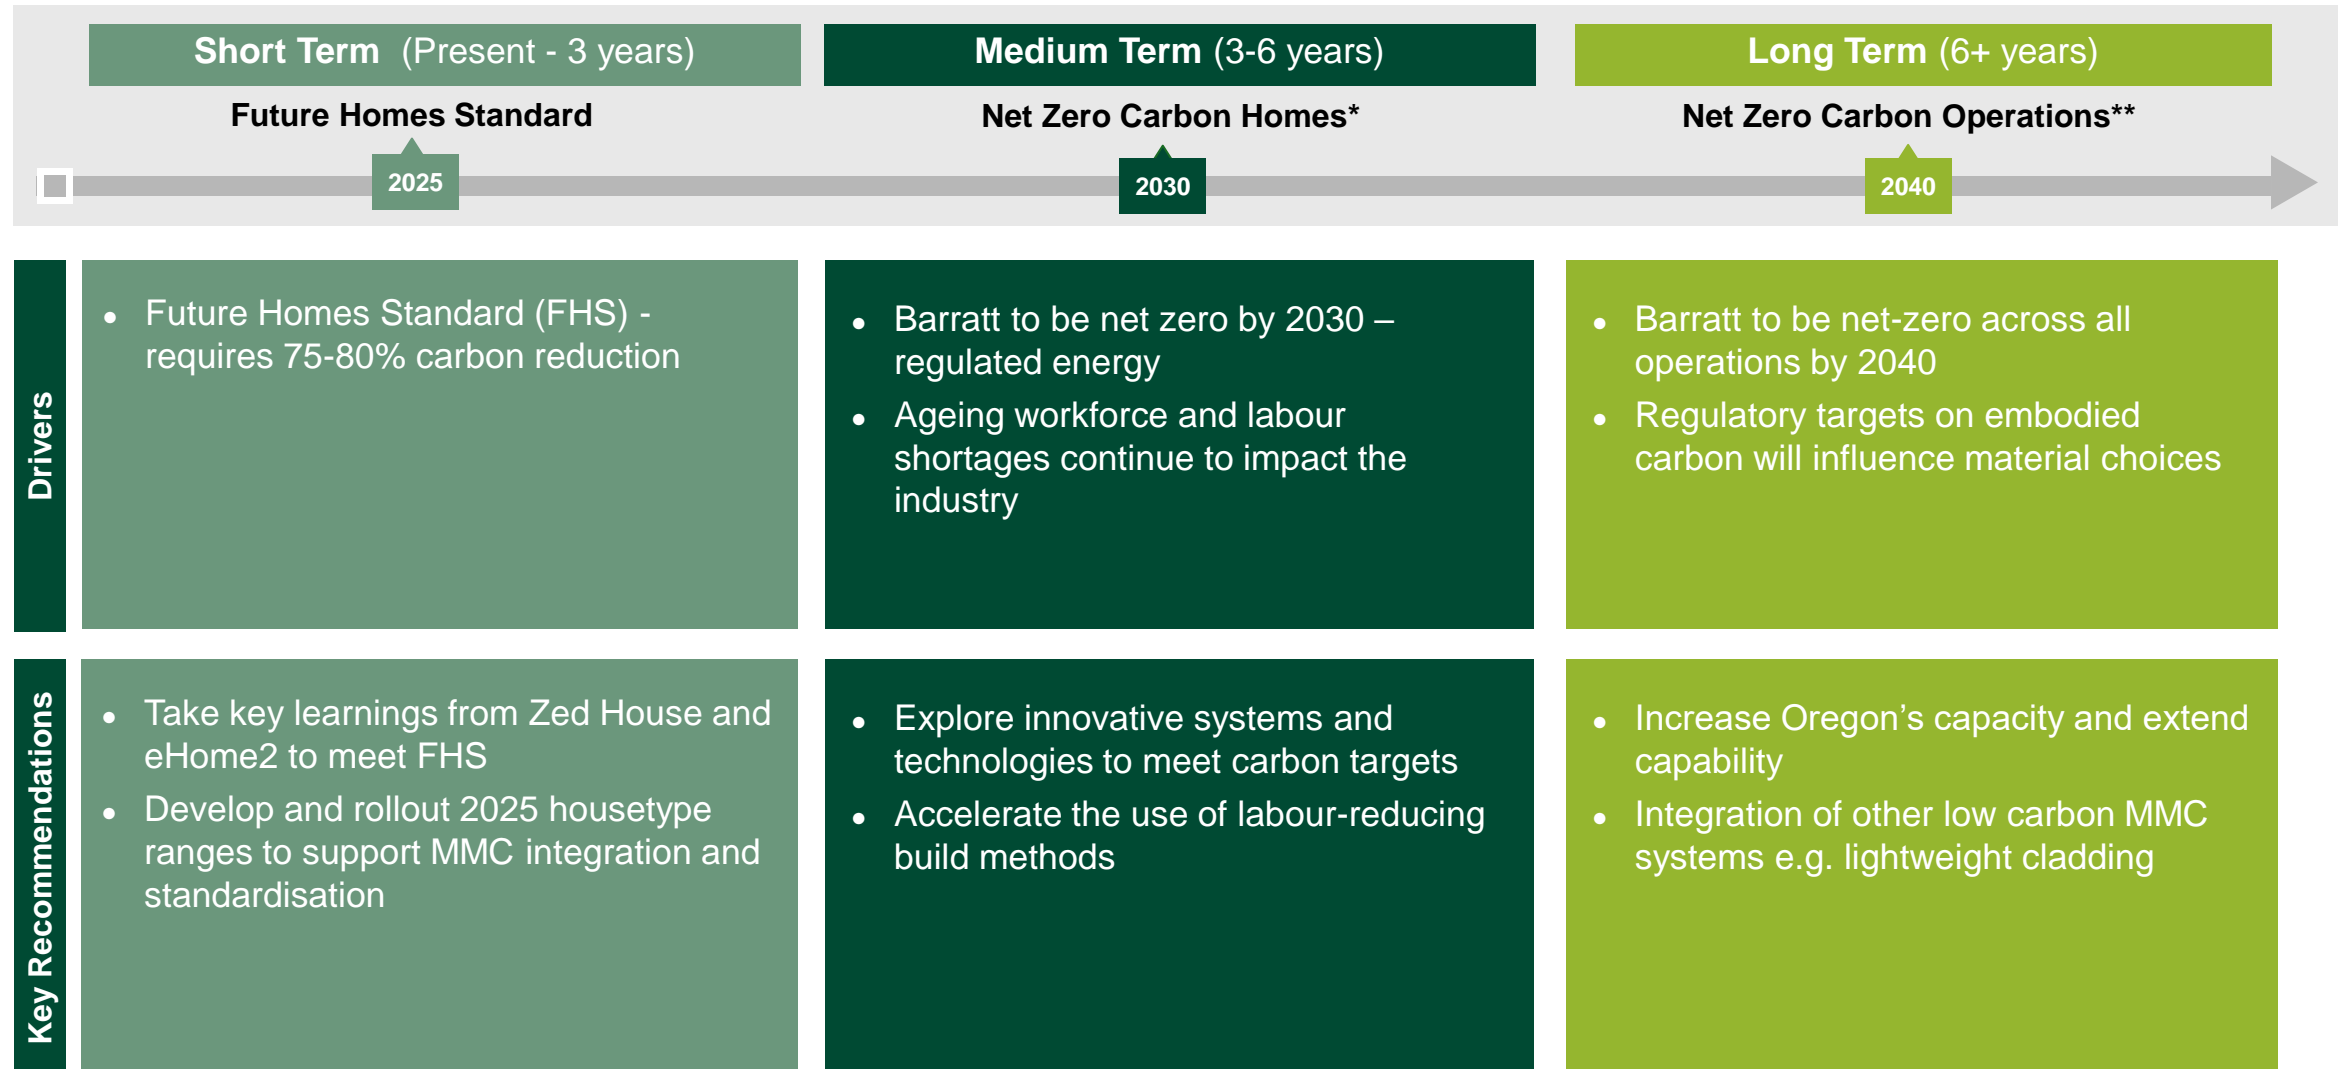 Short Term (Present - 3 years)
Medium Term (3-6 years)
Long Term (6+ years)
Future Homes Standard
Net Zero Carbon Homes*
Net Zero Carbon Operations**
2025
2030
2040
Drivers
• Future Homes Standard (FHS) -
requires 75-80% carbon reduction
• Barratt to be net zero by 2030 –
regulated energy
• Ageing workforce and labour
shortages continue to impact the
industry
• Barratt to be net-zero across all
operations by 2040
• Regulatory targets on embodied
carbon will influence material choices
Key Recommendations
• Take key learnings from Zed House and
eHome2 to meet FHS
• Develop and rollout 2025 housetype
ranges to support MMC integration and
standardisation
• Explore innovative systems and
technologies to meet carbon targets
• Accelerate the use of labour-reducing
build methods
• Increase Oregon’s capacity and extend
capability
• Integration of other low carbon MMC
systems e.g. lightweight cladding